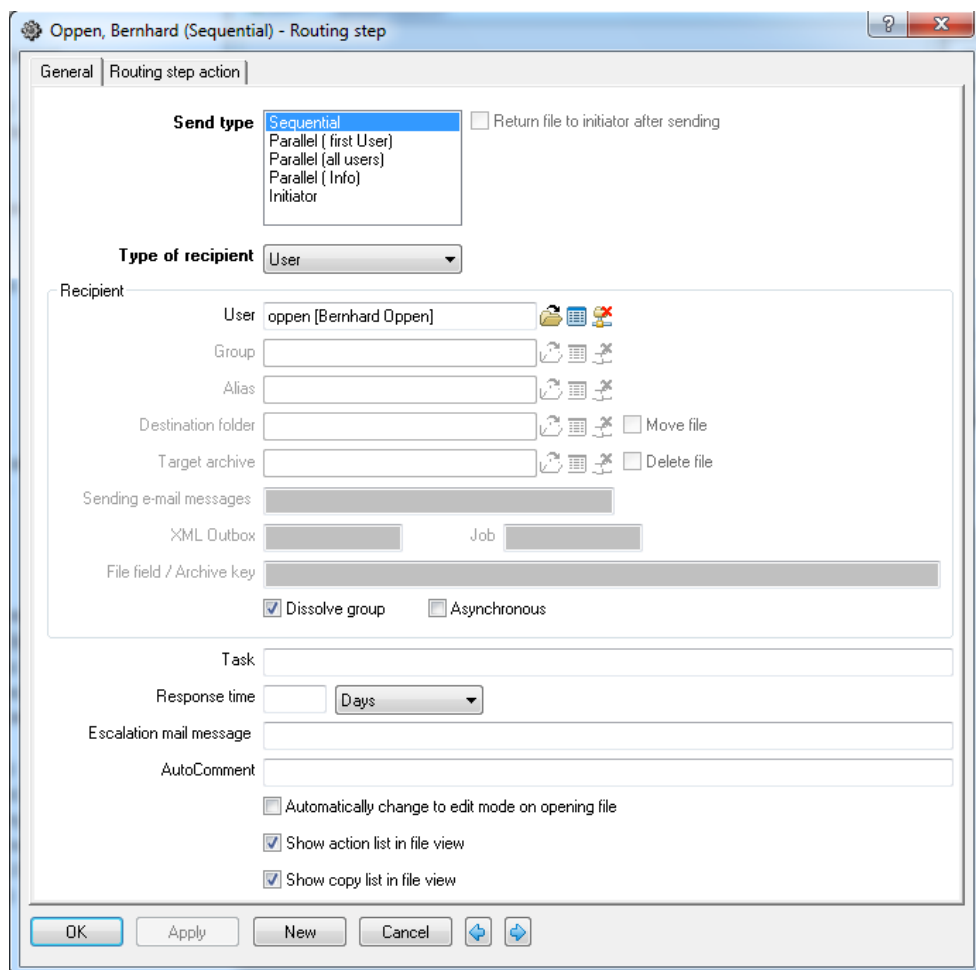 Oppen, Bernhard (Sequential) - Routing step
General
Routing step action
Send type
Sequential
Parallel ( first User)
Parallel (all users)
Parallel ( Info)
Initiator
Return file to initiator after sending
Type of recipient
User
Recipient
User
oppen [Bernhard Oppen]
Group
Alias
Destination folder
Move file
Target archive
Delete file
Sending e-mail messages
XML Outbox
Job
File field / Archive key
Dissolve group
Asynchronous
Task
Response time
Days
Escalation mail message
AutoComment
Automatically change to edit mode on opening file
Show action list in file view
Show copy list in file view
OK
Apply
New
Cancel